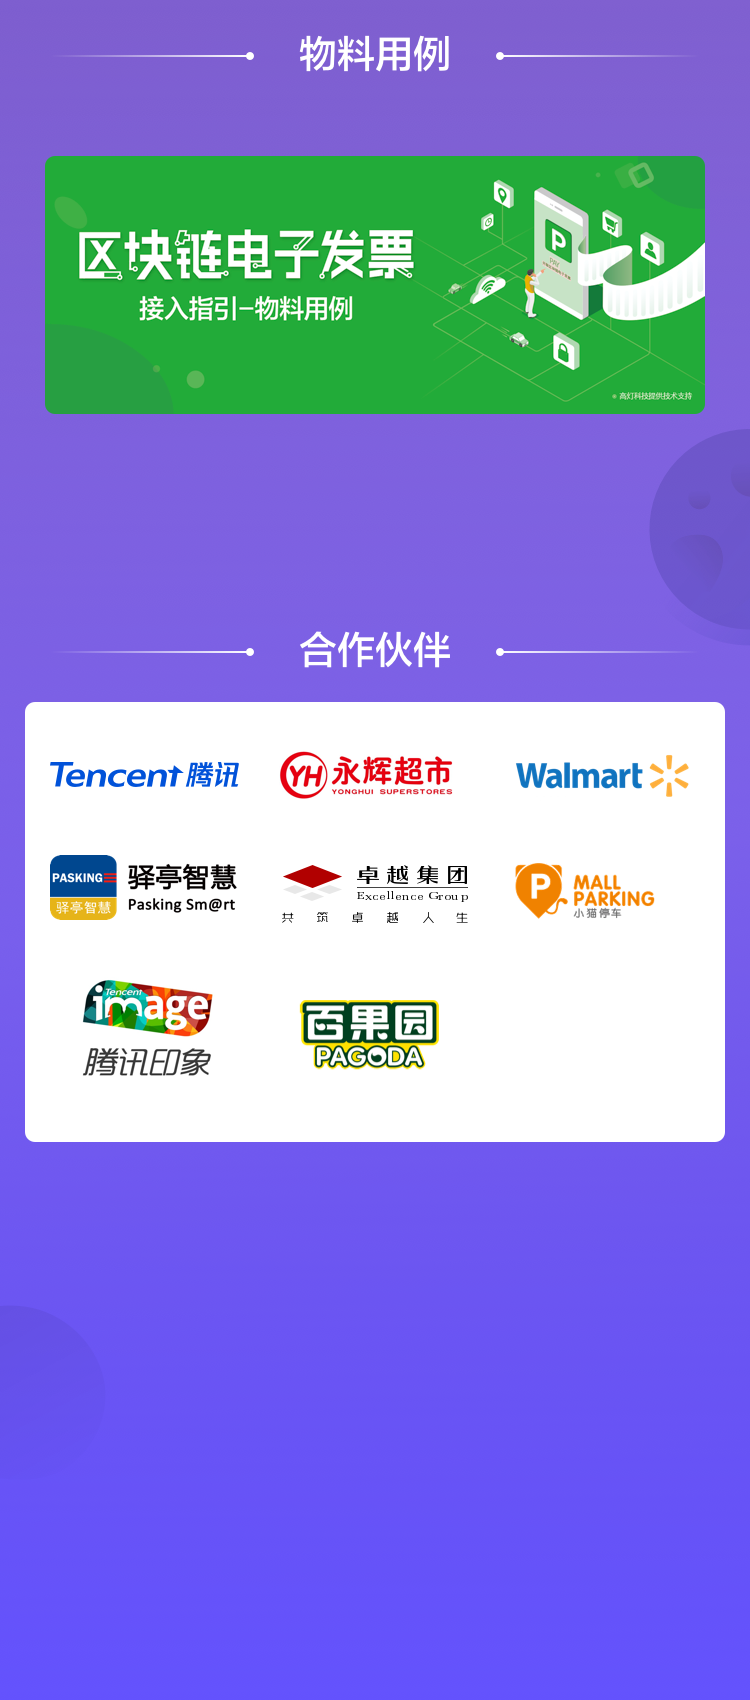 物料用例
区块链电子发票
接入指引-物料用例
P
PAY
高灯科技提供技术支持
合作伙伴
Tencent 腾讯
YH 永辉超市
YONGHUI SUPERSTORES
Walmart
PASKING
驿亭智慧
驿亭智慧
Pasking Sm@rt
卓越集团
Excellence Group
共筑卓越人生
P MALL
PARKING
小猫停车
Tencent
image
腾讯印象
百果园
PAGODA